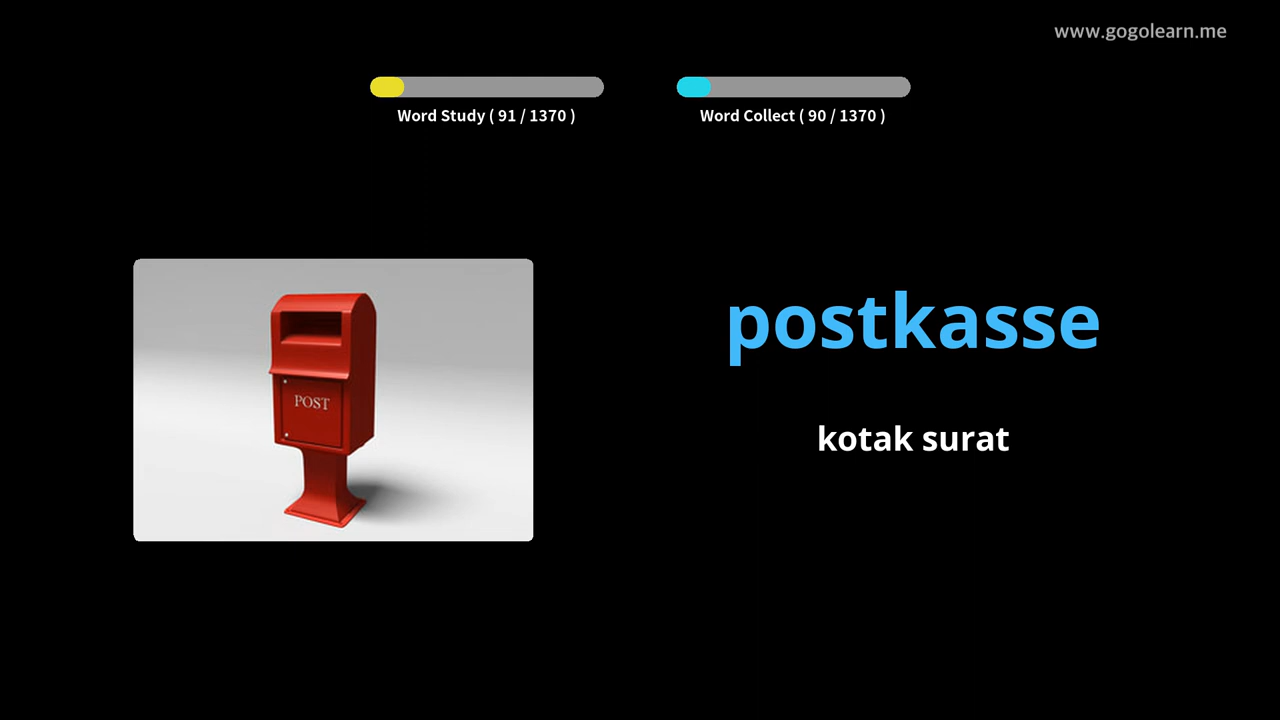 www.gogolearn.me
Word Study ( 91 / 1370 )
Word Collect ( 90 / 1370 )
POST
postkasse
kotak surat